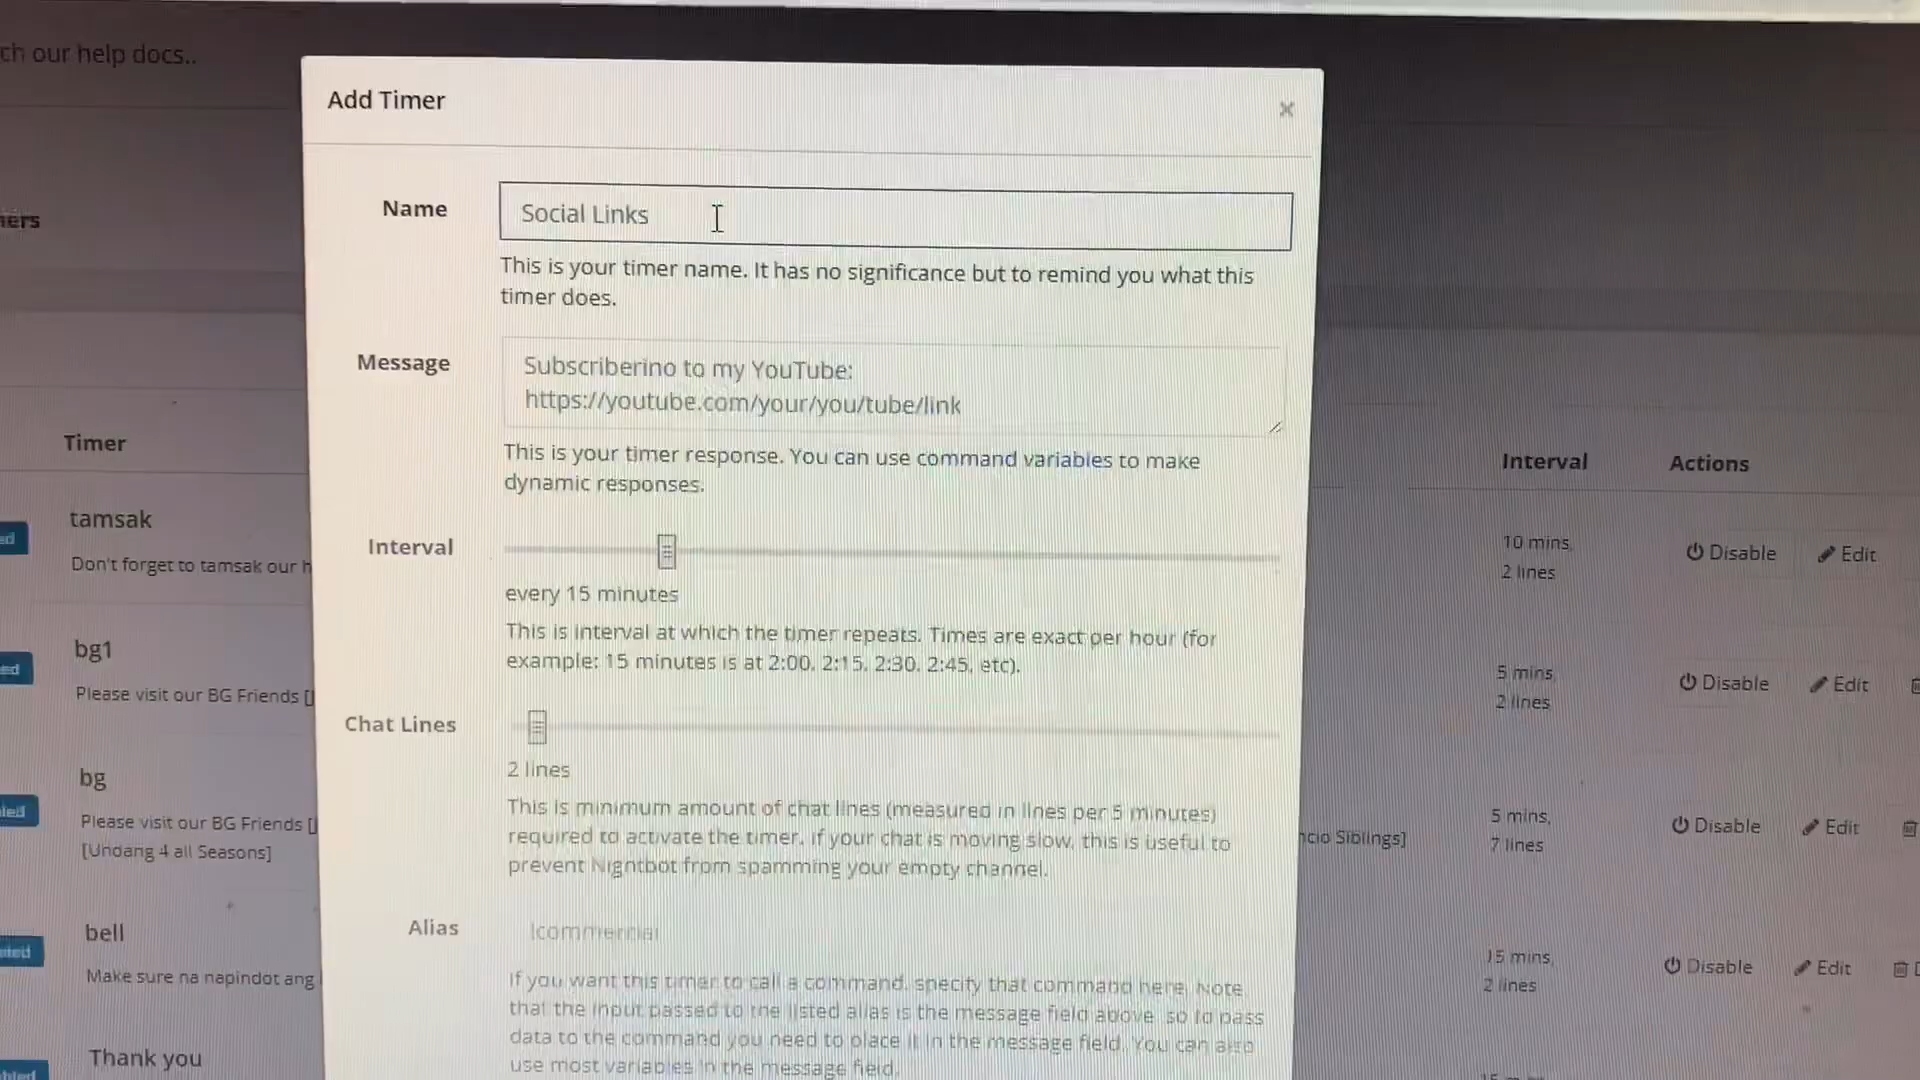 ch our help docs..
Add Timer
×
ners
Name
Social Links
This is your timer name. It has no significance but to remind you what this
timer does.
Message
Subscriberino to my YouTube:
https://youtube.com/your/you/tube/link
This is your timer response. You can use command variables to make
dynamic responses.
Timer
Interval
Actions
Interval
every 15 minutes
This is interval at which the timer repeats. Times are exact per hour (for
example: 15 minutes is at 2:00, 2:15, 2:30, 2:45, etc).
Chat Lines
2 lines
This is minimum amount of chat lines (measured in lines per 5 minutes)
required to activate the timer. If your chat is moving slow, this is useful to
prevent Nightbot from spamming your empty channel.
Alias
!commercial
If you want this timer to call a command, specify that command here. Note
that the input passed to the listed alias is the message field above, so to pass
data to the command you need to place it in the message field. You can also
use most variables in the message field.
ed
tamsak
Don't forget to tamsak our h
10 mins,
2 lines
Disable
Edit
ed
bg1
Please visit our BG Friends [J
5 mins,
2 lines
Disable
Edit
led
bg
Please visit our BG Friends [J
[Undang 4 all Seasons]
ncio Siblings]
5 mins,
7 lines
Disable
Edit
bell
Make sure na napindot ang
15 mins,
2 lines
Disable
Edit
D
Thank you